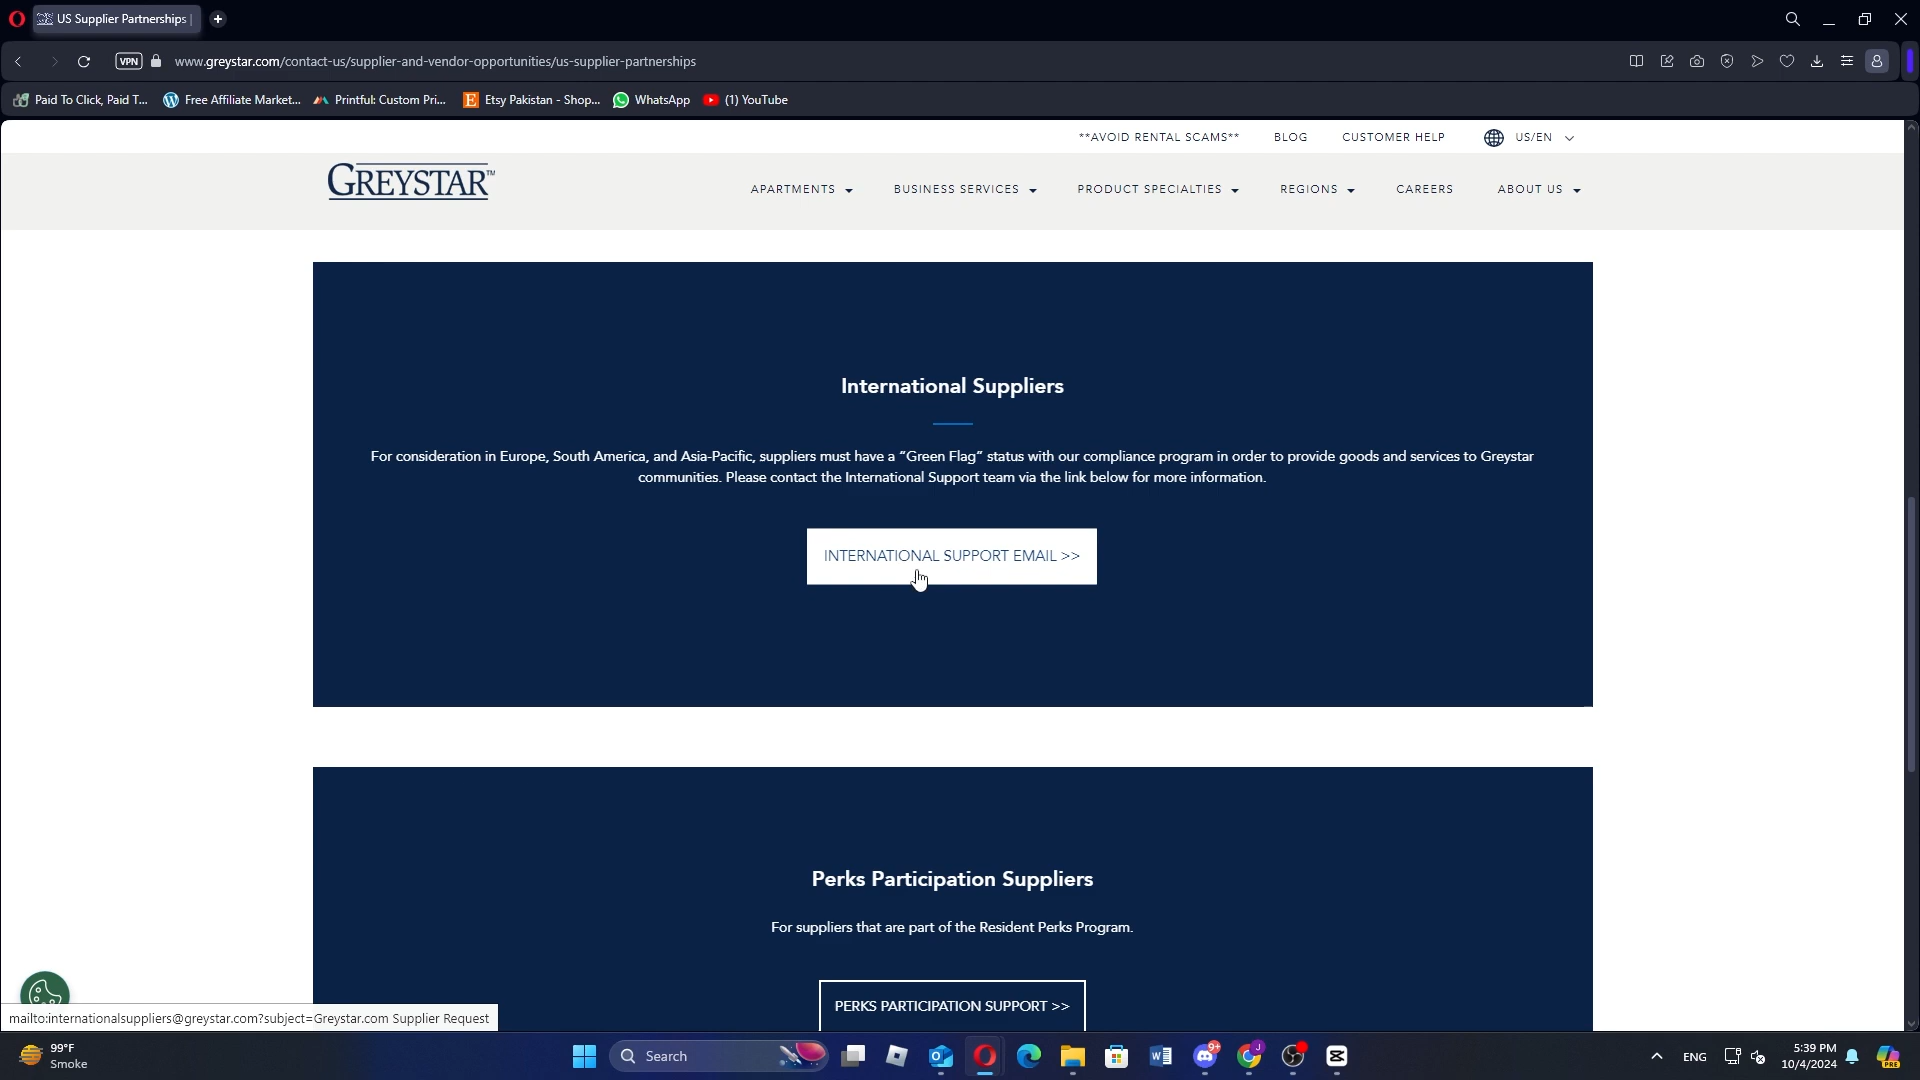 US Supplier Partnerships |
VPN
www.greystar.com/contact-us/supplier-and-vendor-opportunities/us-supplier-partnerships
Paid To Click, Paid T...
Free Affiliate Market...
Printful: Custom Pri...
Etsy Pakistan - Shop...
WhatsApp
(1) YouTube
**AVOID RENTAL SCAMS**
BLOG
CUSTOMER HELP
US/EN
GREYSTAR™
APARTMENTS
BUSINESS SERVICES
PRODUCT SPECIALTIES
REGIONS
CAREERS
ABOUT US
International Suppliers
For consideration in Europe, South America, and Asia-Pacific, suppliers must have a “Green Flag” status with our compliance program in order to provide goods and services to Greystar
communities. Please contact the International Support team via the link below for more information.
INTERNATIONAL SUPPORT EMAIL >>
Perks Participation Suppliers
For suppliers that are part of the Resident Perks Program.
PERKS PARTICIPATION SUPPORT >>
mailto:internationalsuppliers@greystar.com?subject=Greystar.com Supplier Request
99°F
Smoke
Search
9+
J
ENG
5:39 PM
10/4/2024
PRE